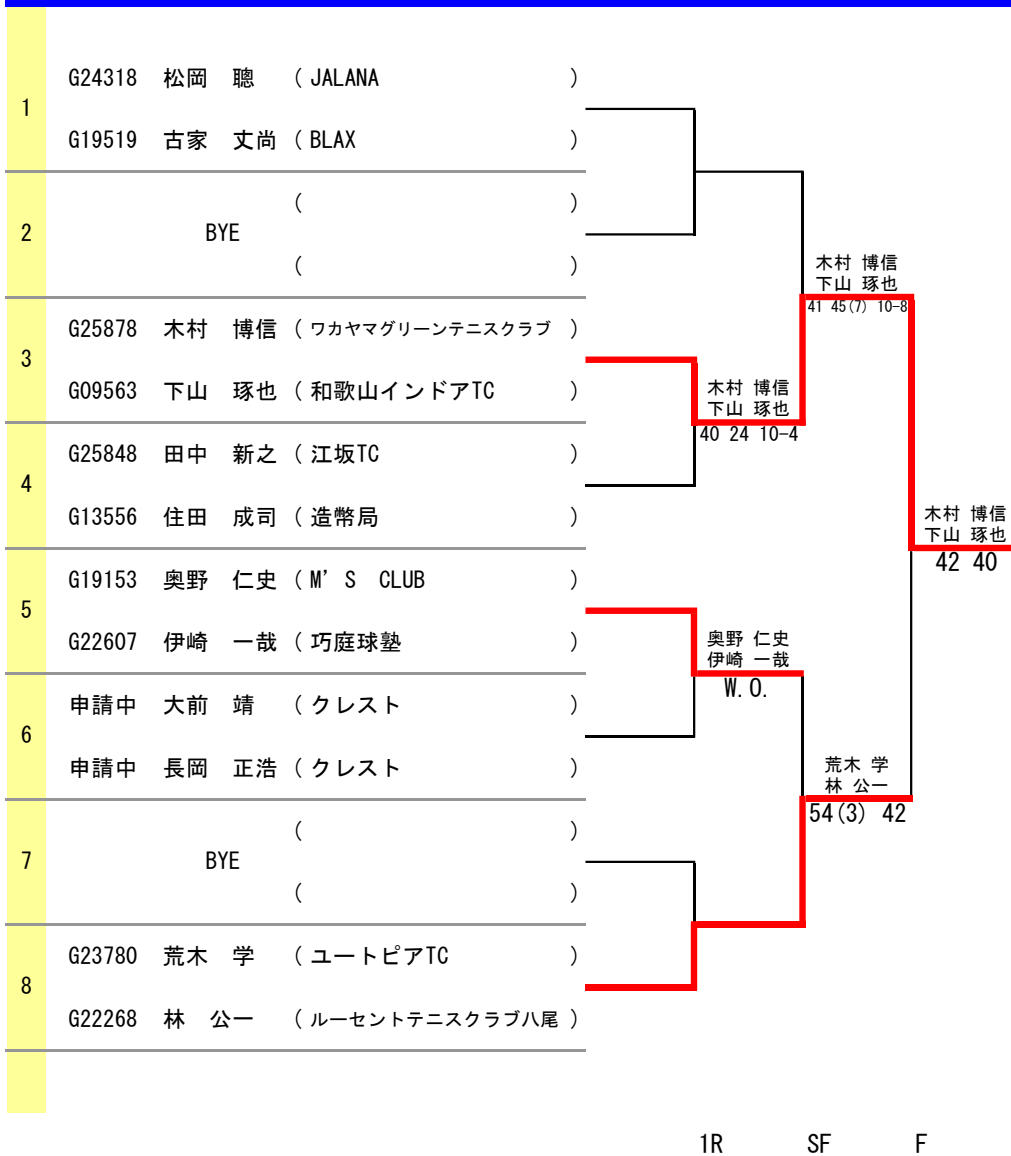 1
G24318 松岡 聰 ( JALANA )
G19519 古家 丈尚 ( BLAX )
2
BYE
( )
( )
3
G25878 木村 博信 ( ワカヤマグリーンテニスクラブ )
G09563 下山 琢也 ( 和歌山インドアTC )
4
G25848 田中 新之 ( 江坂TC )
G13556 住田 成司 ( 造幣局 )
5
G19153 奥野 仁史 ( M'S CLUB )
G22607 伊崎 一哉 ( 巧庭球塾 )
6
申請中 大前 靖 ( クレスト )
申請中 長岡 正浩 ( クレスト )
7
BYE
( )
( )
8
G23780 荒木 学 ( ユートピアTC )
G22268 林 公一 ( ルーセントテニスクラブ八尾 )
木村 博信
下山 琢也
40 24 10-4
奥野 仁史
伊崎 一哉
W.O.
木村 博信
下山 琢也
41 45(7) 10-8
荒木 学
林 公一
54(3) 42
木村 博信
下山 琢也
42 40
1R SF F